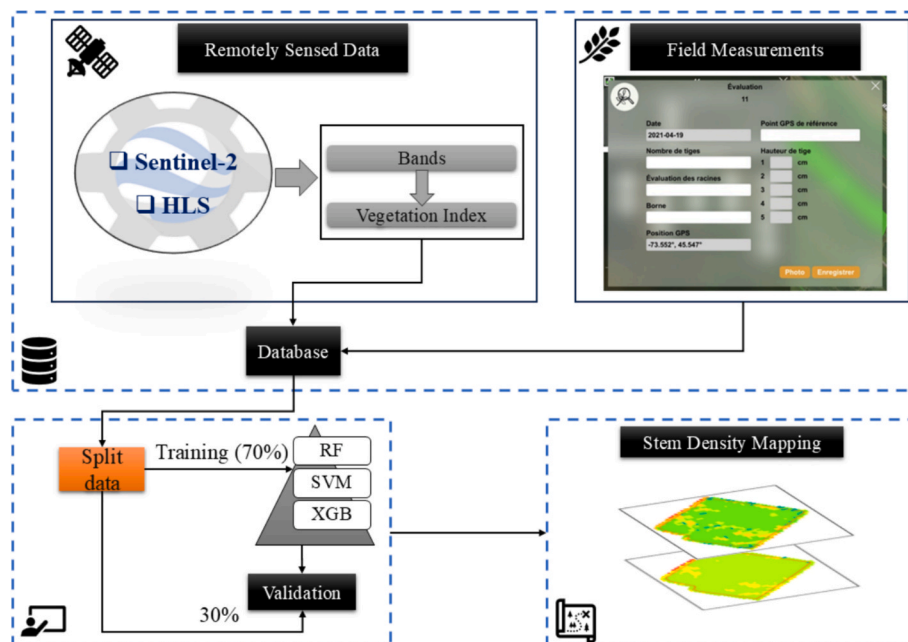 Remotely Sensed Data
Field Measurements
❑ Sentinel-2
❑ HLS
Bands
Vegetation Index
Évaluation
11
Date
Point GPS de référence
2021-04-19
Nombre de tiges
Hauteur de tige
1 cm
2 cm
Évaluation des racines
3 cm
4 cm
Borne
5 cm
Position GPS
-73.552°, 45.547°
Photo
Enregistrer
Database
Split
data
Training (70%)
RF
SVM
XGB
Validation
30%
Stem Density Mapping